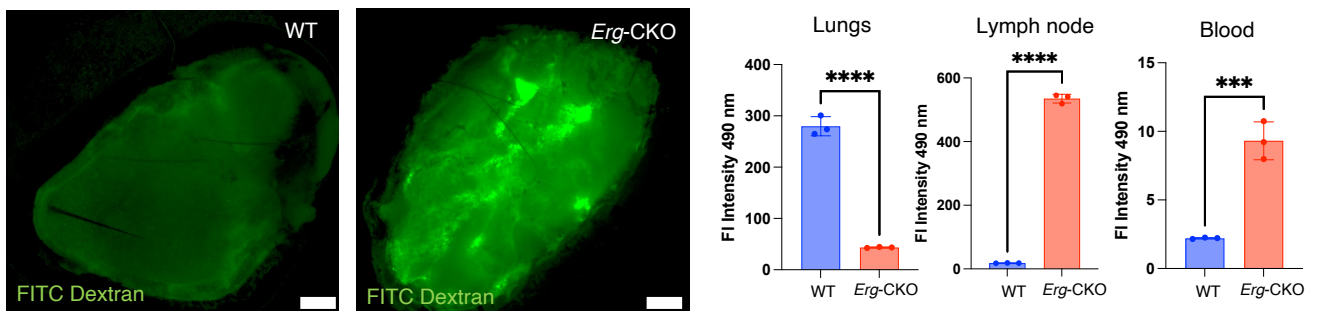 WT
FITC Dextran
Erg-CKO
FITC Dextran
Lungs
****
FI Intensity 490 nm
400
300
200
100
0
WT
Erg-CKO
Lymph node
****
FI Intensity 490 nm
600
400
200
0
WT
Erg-CKO
Blood
***
FI Intensity 490 nm
15
10
5
0
WT
Erg-CKO